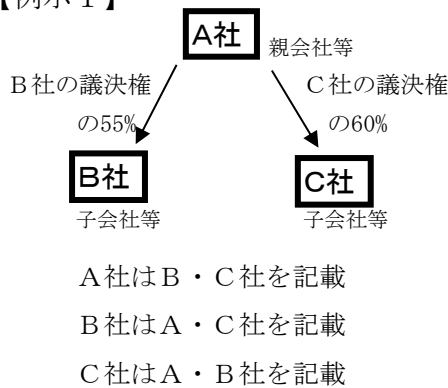 【例示１】
A社 親会社等
Ｂ社の議決権
の55%
Ｃ社の議決権
の60%
B社
C社
子会社等
子会社等
Ａ社はＢ・Ｃ社を記載
Ｂ社はＡ・Ｃ社を記載
Ｃ社はＡ・Ｂ社を記載